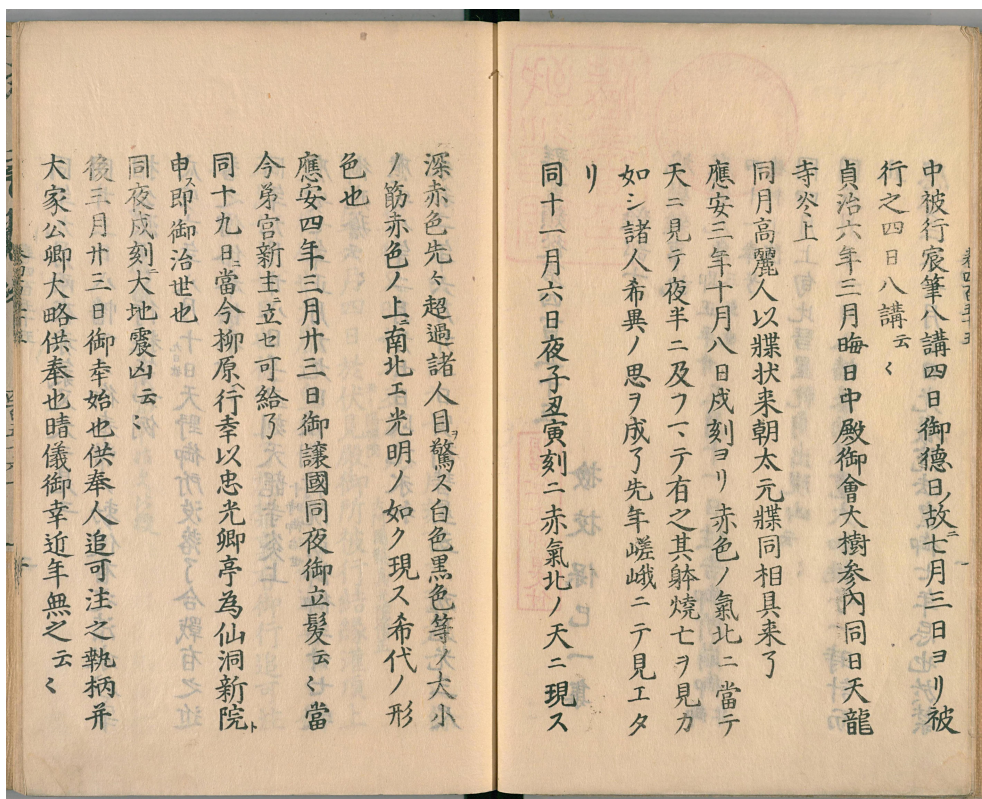 中被行宸筆八講四日御徳日ノ故ニ七月三日ヨリ被
行之四日八講云〱
貞治六年三月晦日中殿御會大樹参内同日天龍
寺炎上
同月高麗人以牒状来朝太元牒同相具来了
應安三年十月八日戌刻ヨリ赤色ノ氣北ニ當テ
天ニ見テ夜半ニ及フマテ有之其躰焼亡ヲ見カ
如シ諸人希異ノ思ヲ成了先年嵯峨ニテ見エタ
リ
同十一月六日夜子丑寅刻ニ赤氣北ノ天ニ現ス
深赤色先々超過諸人目ヲ驚ス白色黒色等ノ大小
ノ筋赤色ノ上ニ南北エ光明ノ如ク現ス希代ノ形
色也
應安四年三月廿三日御譲國同夜御立髪云〱當
今弟宮新主ニ立セ可給了
同十九日ニ當今柳原ヘ行幸以忠光卿亭為仙洞新院ト
申ス即御治世也
同夜戌刻ニ大地震凶云〻
後三月廿三日御幸始也供奉人追可注之執柄并
大家公卿大略供奉也晴儀御幸近年無之云〱